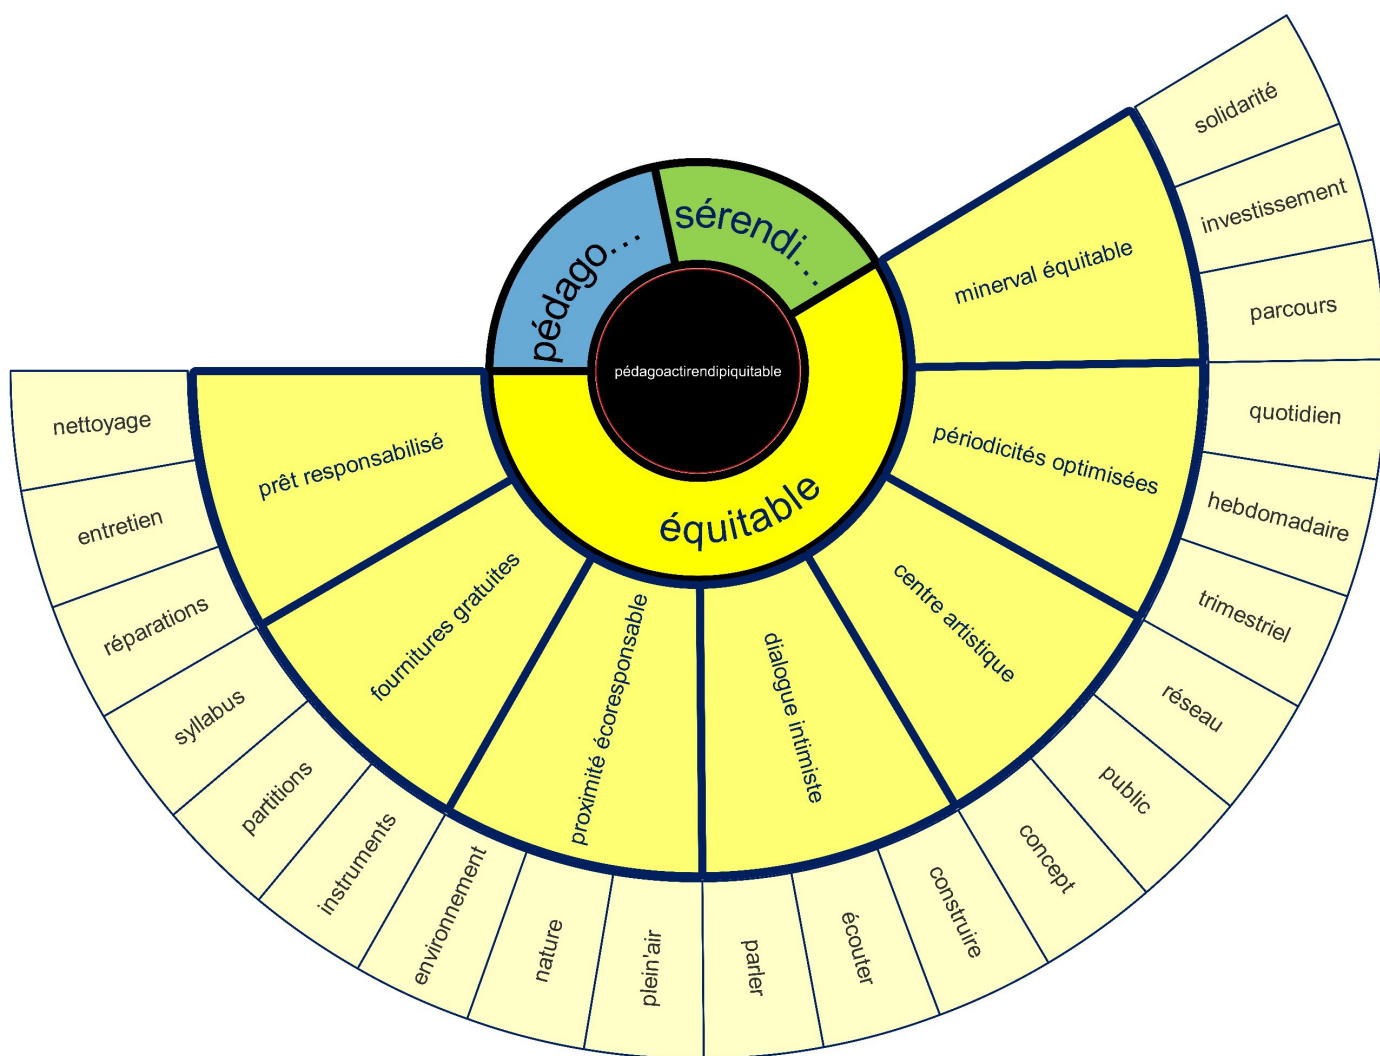 pédagoactirendipiquitable
pédago...
sérendi...
équitable
minerval équitable
solidarité
investissement
parcours
périodicités optimisées
quotidien
hebdomadaire
trimestriel
centre artistique
réseau
public
concept
dialogue intimiste
construire
écouter
parler
proximité écoresponsable
plein'air
nature
environnement
fournitures gratuites
instruments
partitions
syllabus
prêt responsabilisé
réparations
entretien
nettoyage